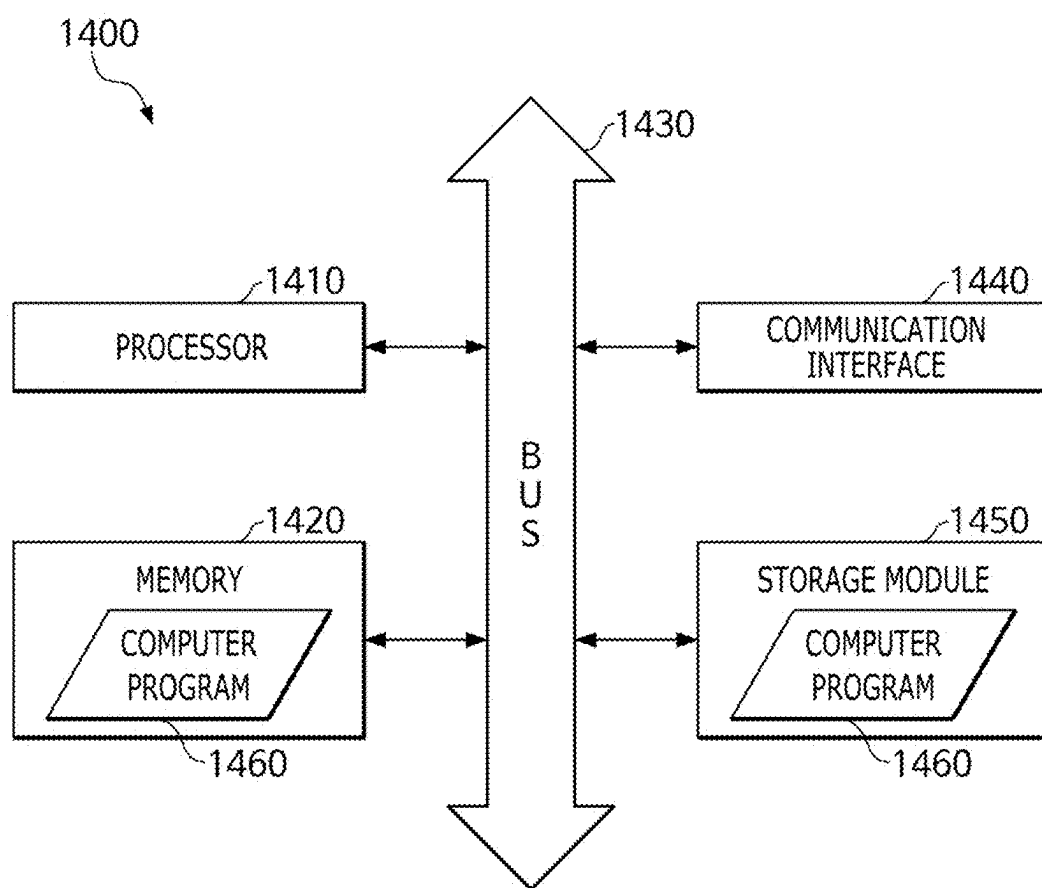 1400
1430
1410
PROCESSOR
1440
COMMUNICATION
INTERFACE
B
U
S
1420
MEMORY
COMPUTER
PROGRAM
1460
1450
STORAGE MODULE
COMPUTER
PROGRAM
1460